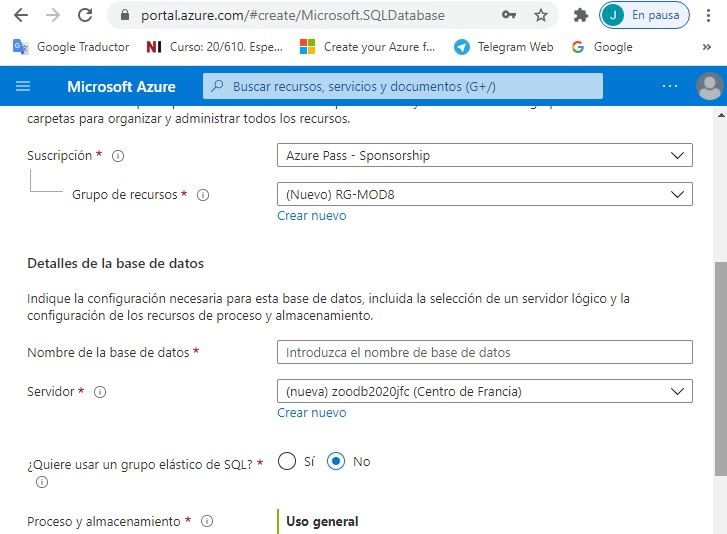 portal.azure.com/#create/Microsoft.SQLDatabase
J En pausa
Google Traductor
NI Curso: 20/610. Espe...
Create your Azure f...
Telegram Web
G Google
»
Microsoft Azure
Buscar recursos, servicios y documentos (G+/)
...
carpetas para organizar y administrar todos los recursos.
Suscripción * Azure Pass - Sponsorship
Grupo de recursos * (Nuevo) RG-MOD8
Crear nuevo
Detalles de la base de datos
Indique la configuración necesaria para esta base de datos, incluida la selección de un servidor lógico y la
configuración de los recursos de proceso y almacenamiento.
Nombre de la base de datos * Introduzca el nombre de base de datos
Servidor * (nueva) zoodb2020jfc (Centro de Francia)
Crear nuevo
¿Quiere usar un grupo elástico de SQL? * Sí No
Proceso y almacenamiento * Uso general